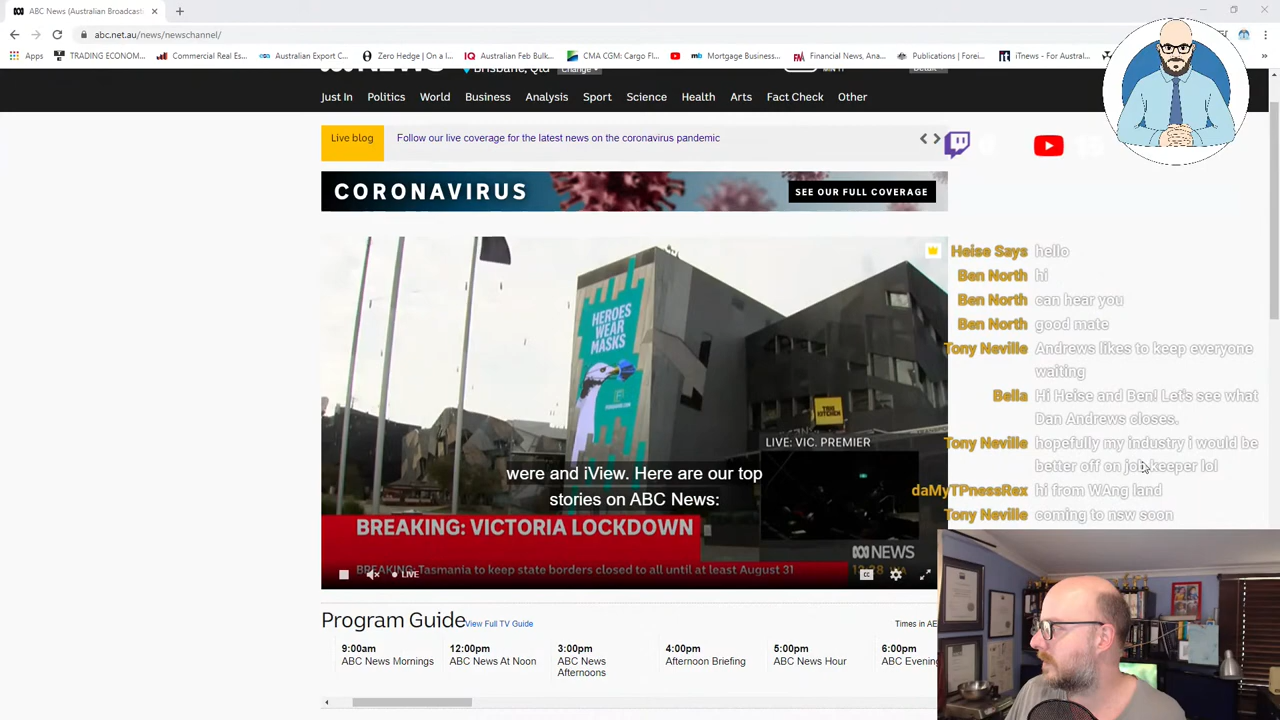 ABC News (Australian Broadcast
abc.net.au/news/newschannel/
Apps
TRADING ECONOM...
Commercial Real Es...
Australian Export C...
Zero Hedge | On a l...
Australian Feb Bulk...
CMA CGM: Cargo Fl...
Mortgage Business...
Financial News, Ana...
Publications | Forei...
iTnews - For Austral...
Brisbane, Qld
Change
Just In Politics World Business Analysis Sport Science Health Arts Fact Check Other
Live blog
Follow our live coverage for the latest news on the coronavirus pandemic
CORONAVIRUS
SEE OUR FULL COVERAGE
HEROES
WEAR
MASKS
LIVE: VIC. PREMIER
were and iView. Here are our top
stories on ABC News:
BREAKING: VICTORIA LOCKDOWN
NEWS
BREAKING: Tasmania to keep state borders closed to all until at least August 31
LIVE
Heise Says hello
Ben North hi
Ben North can hear you
Ben North good mate
Tony Neville Andrews likes to keep everyone
waiting
Bella Hi Heise and Ben! Let's see what
Dan Andrews closes.
Tony Neville hopefully my industry i would be
better off on job keeper lol
daMyTPnessRex hi from WAng land
Tony Neville coming to nsw soon
Program Guide View Full TV Guide
Times in AE
9:00am
ABC News Mornings
12:00pm
ABC News At Noon
3:00pm
ABC News
Afternoons
4:00pm
Afternoon Briefing
5:00pm
ABC News Hour
6:00pm
ABC Evening